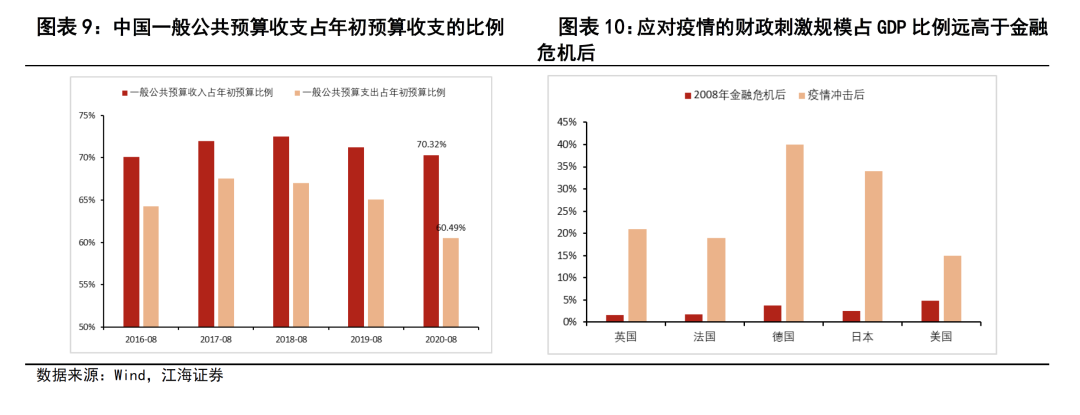 图表 9：中国一般公共预算收支占年初预算收支的比例
一般公共预算收入占年初预算比例 一般公共预算支出占年初预算比例
75%
70%
65%
60%
55%
50%
70.32%
60.49%
2016-08 2017-08 2018-08 2019-08 2020-08
图表 10：应对疫情的财政刺激规模占 GDP 比例远高于金融
危机后
2008年金融危机后 疫情冲击后
45%
40%
35%
30%
25%
20%
15%
10%
5%
0%
英国 法国 德国 日本 美国
数据来源：Wind，江海证券